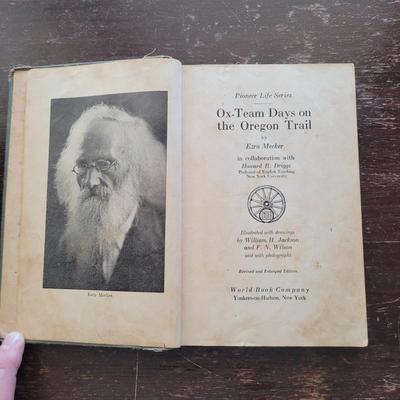 Ezra Meeker
Pioneer Life Series
Ox-Team Days on
the Oregon Trail
by
Ezra Meeker
in collaboration with
Howard R. Driggs
Professor of English Teaching
New York University
Illustrated with drawings
by William H. Jackson
and F. N. Wilson
and with photographs
Revised and Enlarged Edition
World Book Company
Yonkers-on-Hudson, New York